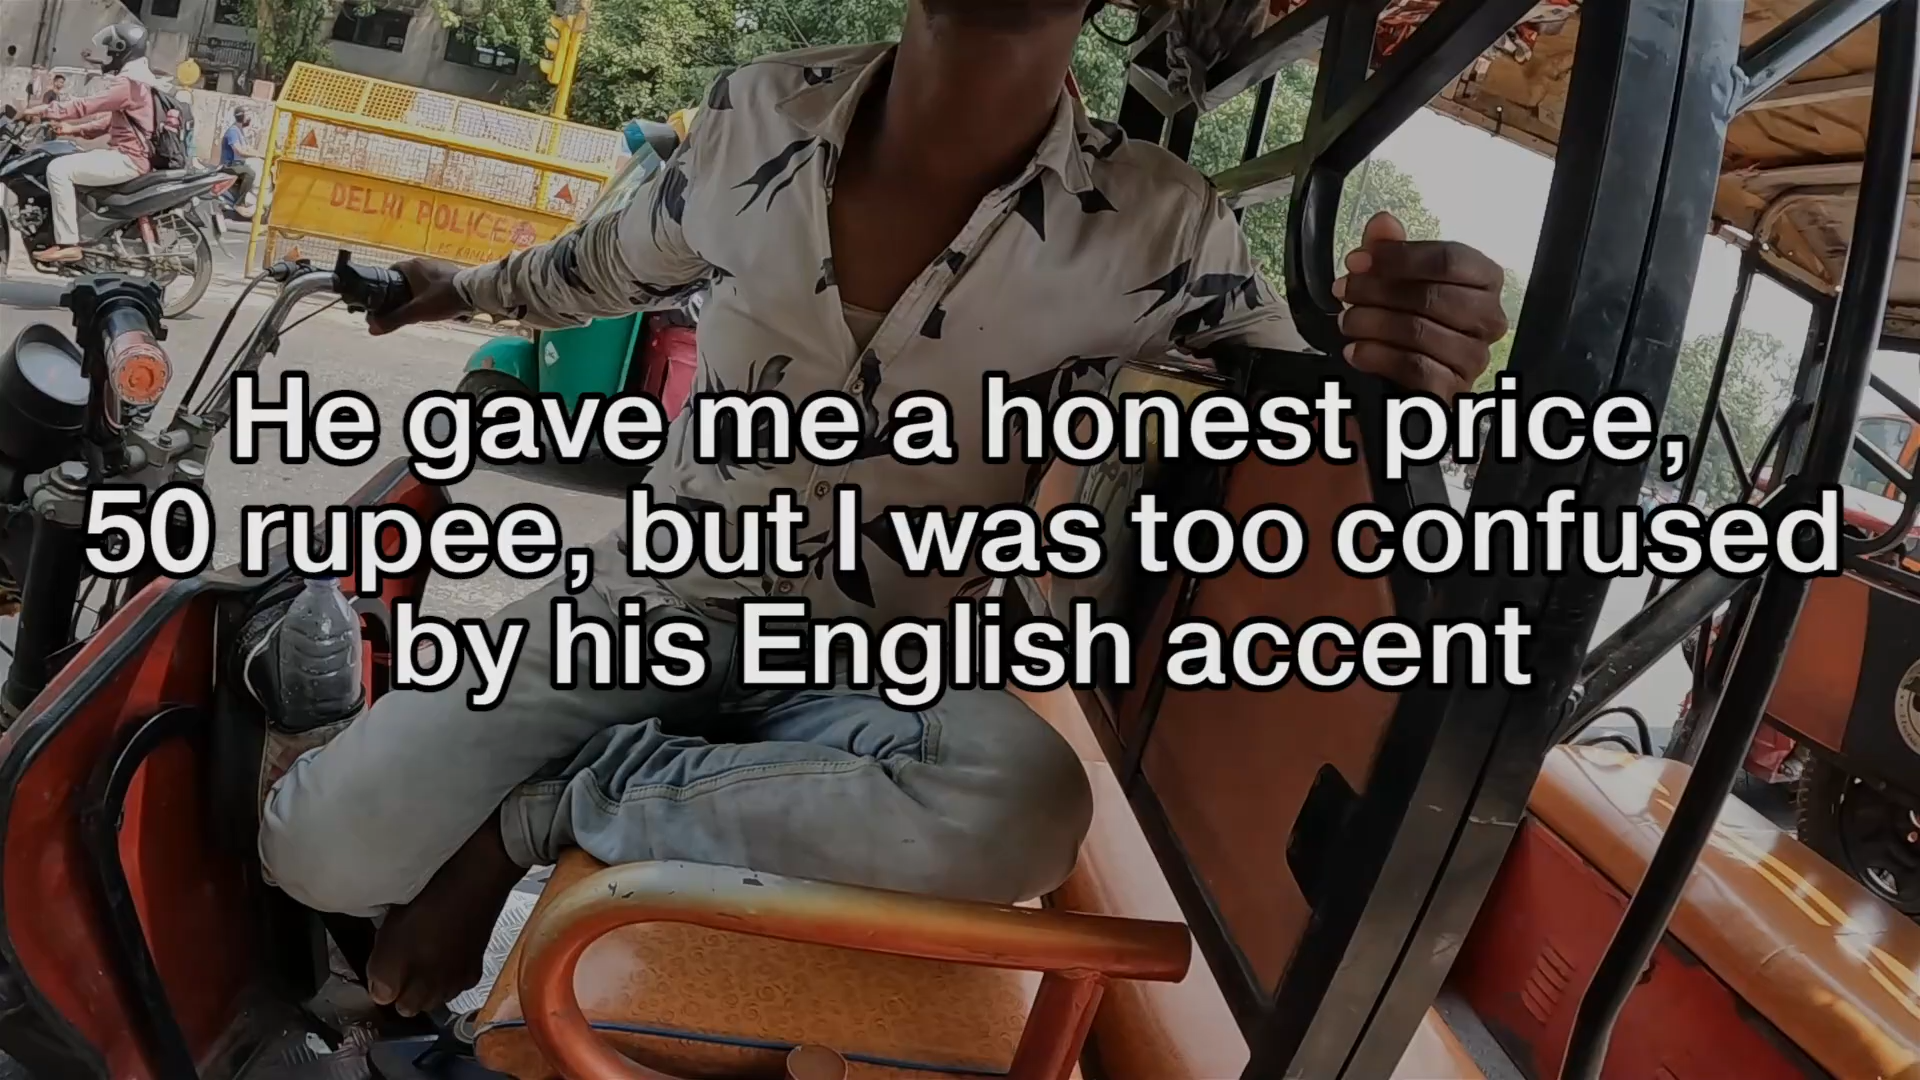 DELHI POLICE
He gave me a honest price,
50 rupee, but I was too confused
by his English accent